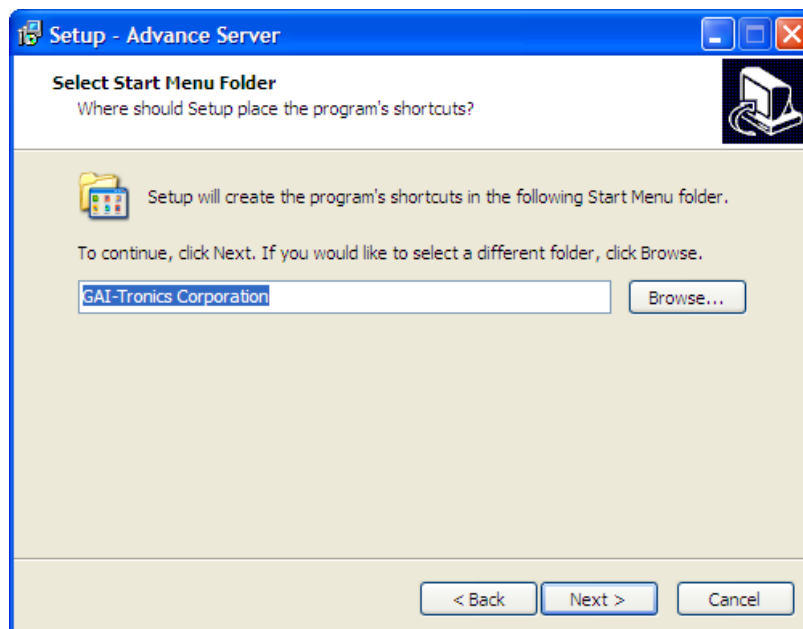 Setup - Advance Server
Select Start Menu Folder
Where should Setup place the program's shortcuts?
Setup will create the program's shortcuts in the following Start Menu folder.
To continue, click Next. If you would like to select a different folder, click Browse.
GAI-Tronics Corporation
Browse...
< Back
Next >
Cancel